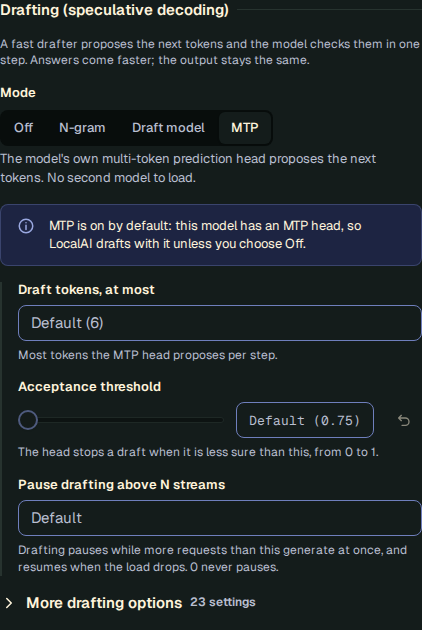 Drafting (speculative decoding)
A fast drafter proposes the next tokens and the model checks them in one
step. Answers come faster; the output stays the same.
Mode
Off N-gram Draft model MTP
The model's own multi-token prediction head proposes the next
tokens. No second model to load.
MTP is on by default: this model has an MTP head, so
LocalAI drafts with it unless you choose Off.
Draft tokens, at most
Default (6)
Most tokens the MTP head proposes per step.
Acceptance threshold
Default (0.75)
The head stops a draft when it is less sure than this, from 0 to 1.
Pause drafting above N streams
Default
Drafting pauses while more requests than this generate at once, and
resumes when the load drops. 0 never pauses.
More drafting options 23 settings